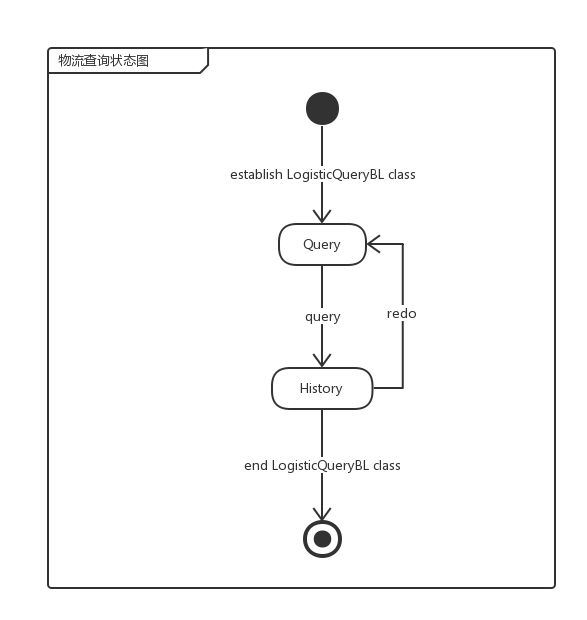 物流查询状态图
establish LogisticQueryBL class
Query
query
redo
History
end LogisticQueryBL class